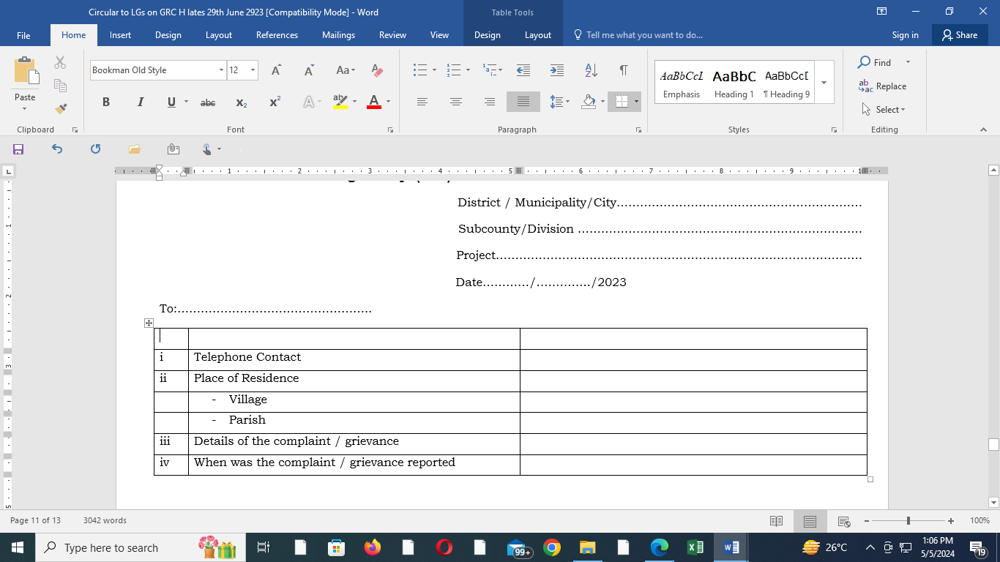 Circular to LGs on GRC H lates 29th June 2923 [Compatibility Mode] - Word
Table Tools
File
Home
Insert
Design
Layout
References
Mailings
Review
View
Design
Layout
Tell me what you want to do...
Sign in
Share
Paste
Clipboard
Bookman Old Style
12
Aa
B I U abc x₂ x² A A
Font
Paragraph
AaBbCcL
AaBbC
AaBbCcD
Emphasis
Heading 1
¶ Heading 9
Styles
Find
Replace
Select
Editing
1 2 3 4 5 6 7 8 9 10
District / Municipality/City...............................................................
Subcounty/Division .........................................................................
Project..............................................................................................
Date............/............../2023
To:..................................................
i Telephone Contact
ii Place of Residence
- Village
- Parish
iii Details of the complaint / grievance
iv When was the complaint / grievance reported
Page 11 of 13
3042 words
100%
Type here to search
99+
26°C
1:06 PM
5/5/2024
19